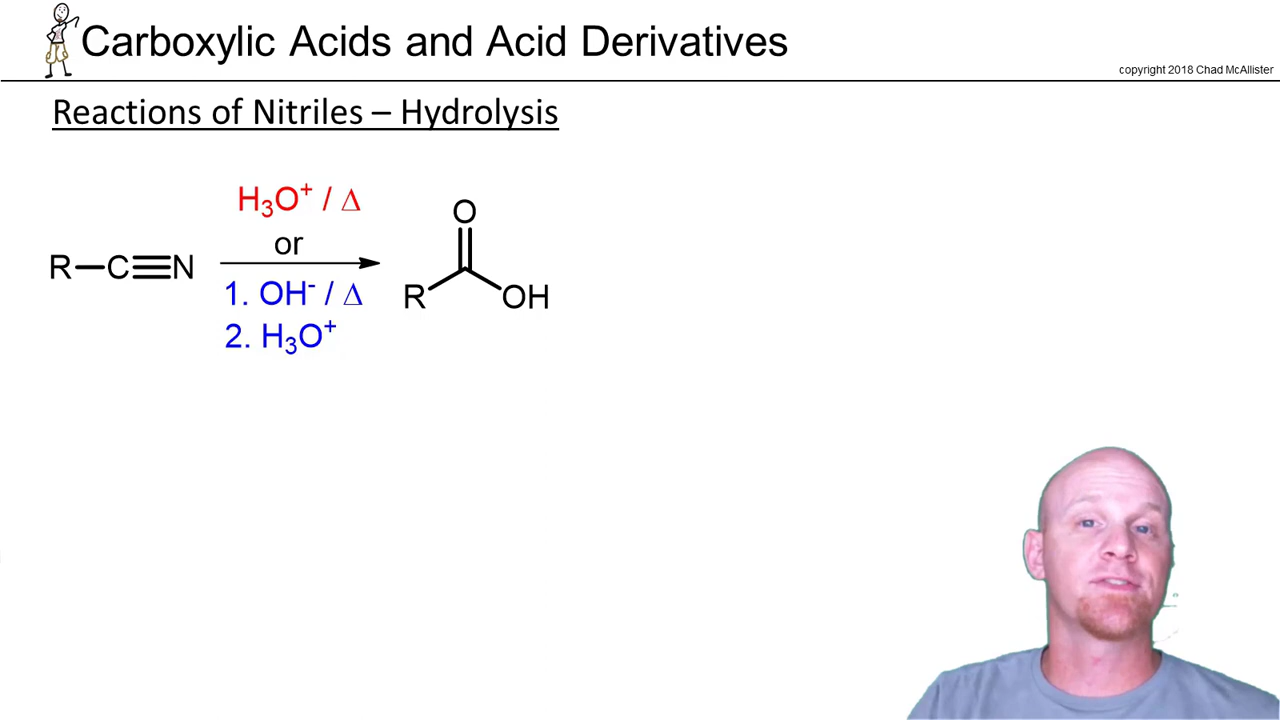 Carboxylic Acids and Acid Derivatives
copyright 2018 Chad McAllister
Reactions of Nitriles – Hydrolysis
H₃O⁺ / Δ
or
R–C≡N
1. OH⁻ / Δ
2. H₃O⁺
O
R OH